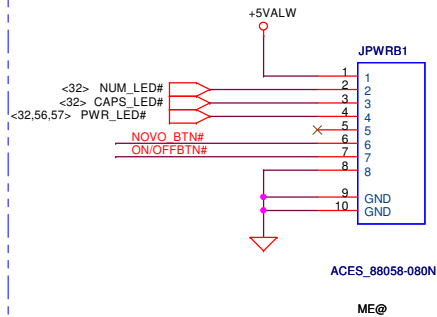 +5VALW
JPWRB1
1 1
<32> NUM_LED# 2 2
<32> CAPS_LED# 3 3
<32,56,57> PWR_LED# 4 4
5 5
NOVO_BTN# 6 6
ON/OFFBTN# 7 7
8 8
9 GND
10 GND
ACES_88058-080N
ME@